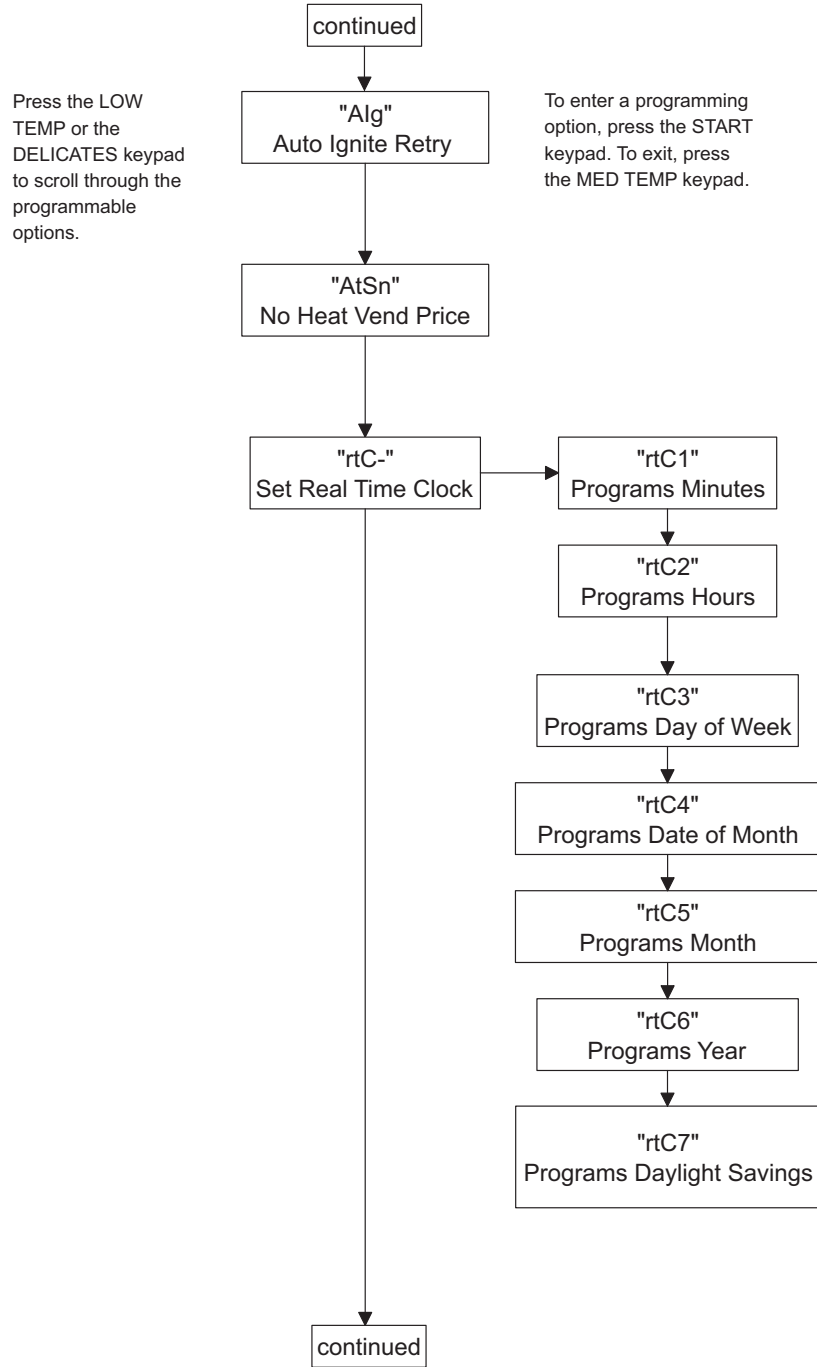 continued
Press the LOW
TEMP or the
DELICATES keypad
to scroll through the
programmable
options.
"AIg"
Auto Ignite Retry
To enter a programming
option, press the START
keypad. To exit, press
the MED TEMP keypad.
"AtSn"
No Heat Vend Price
"rtC-"
Set Real Time Clock
"rtC1"
Programs Minutes
"rtC2"
Programs Hours
"rtC3"
Programs Day of Week
"rtC4"
Programs Date of Month
"rtC5"
Programs Month
"rtC6"
Programs Year
"rtC7"
Programs Daylight Savings
continued